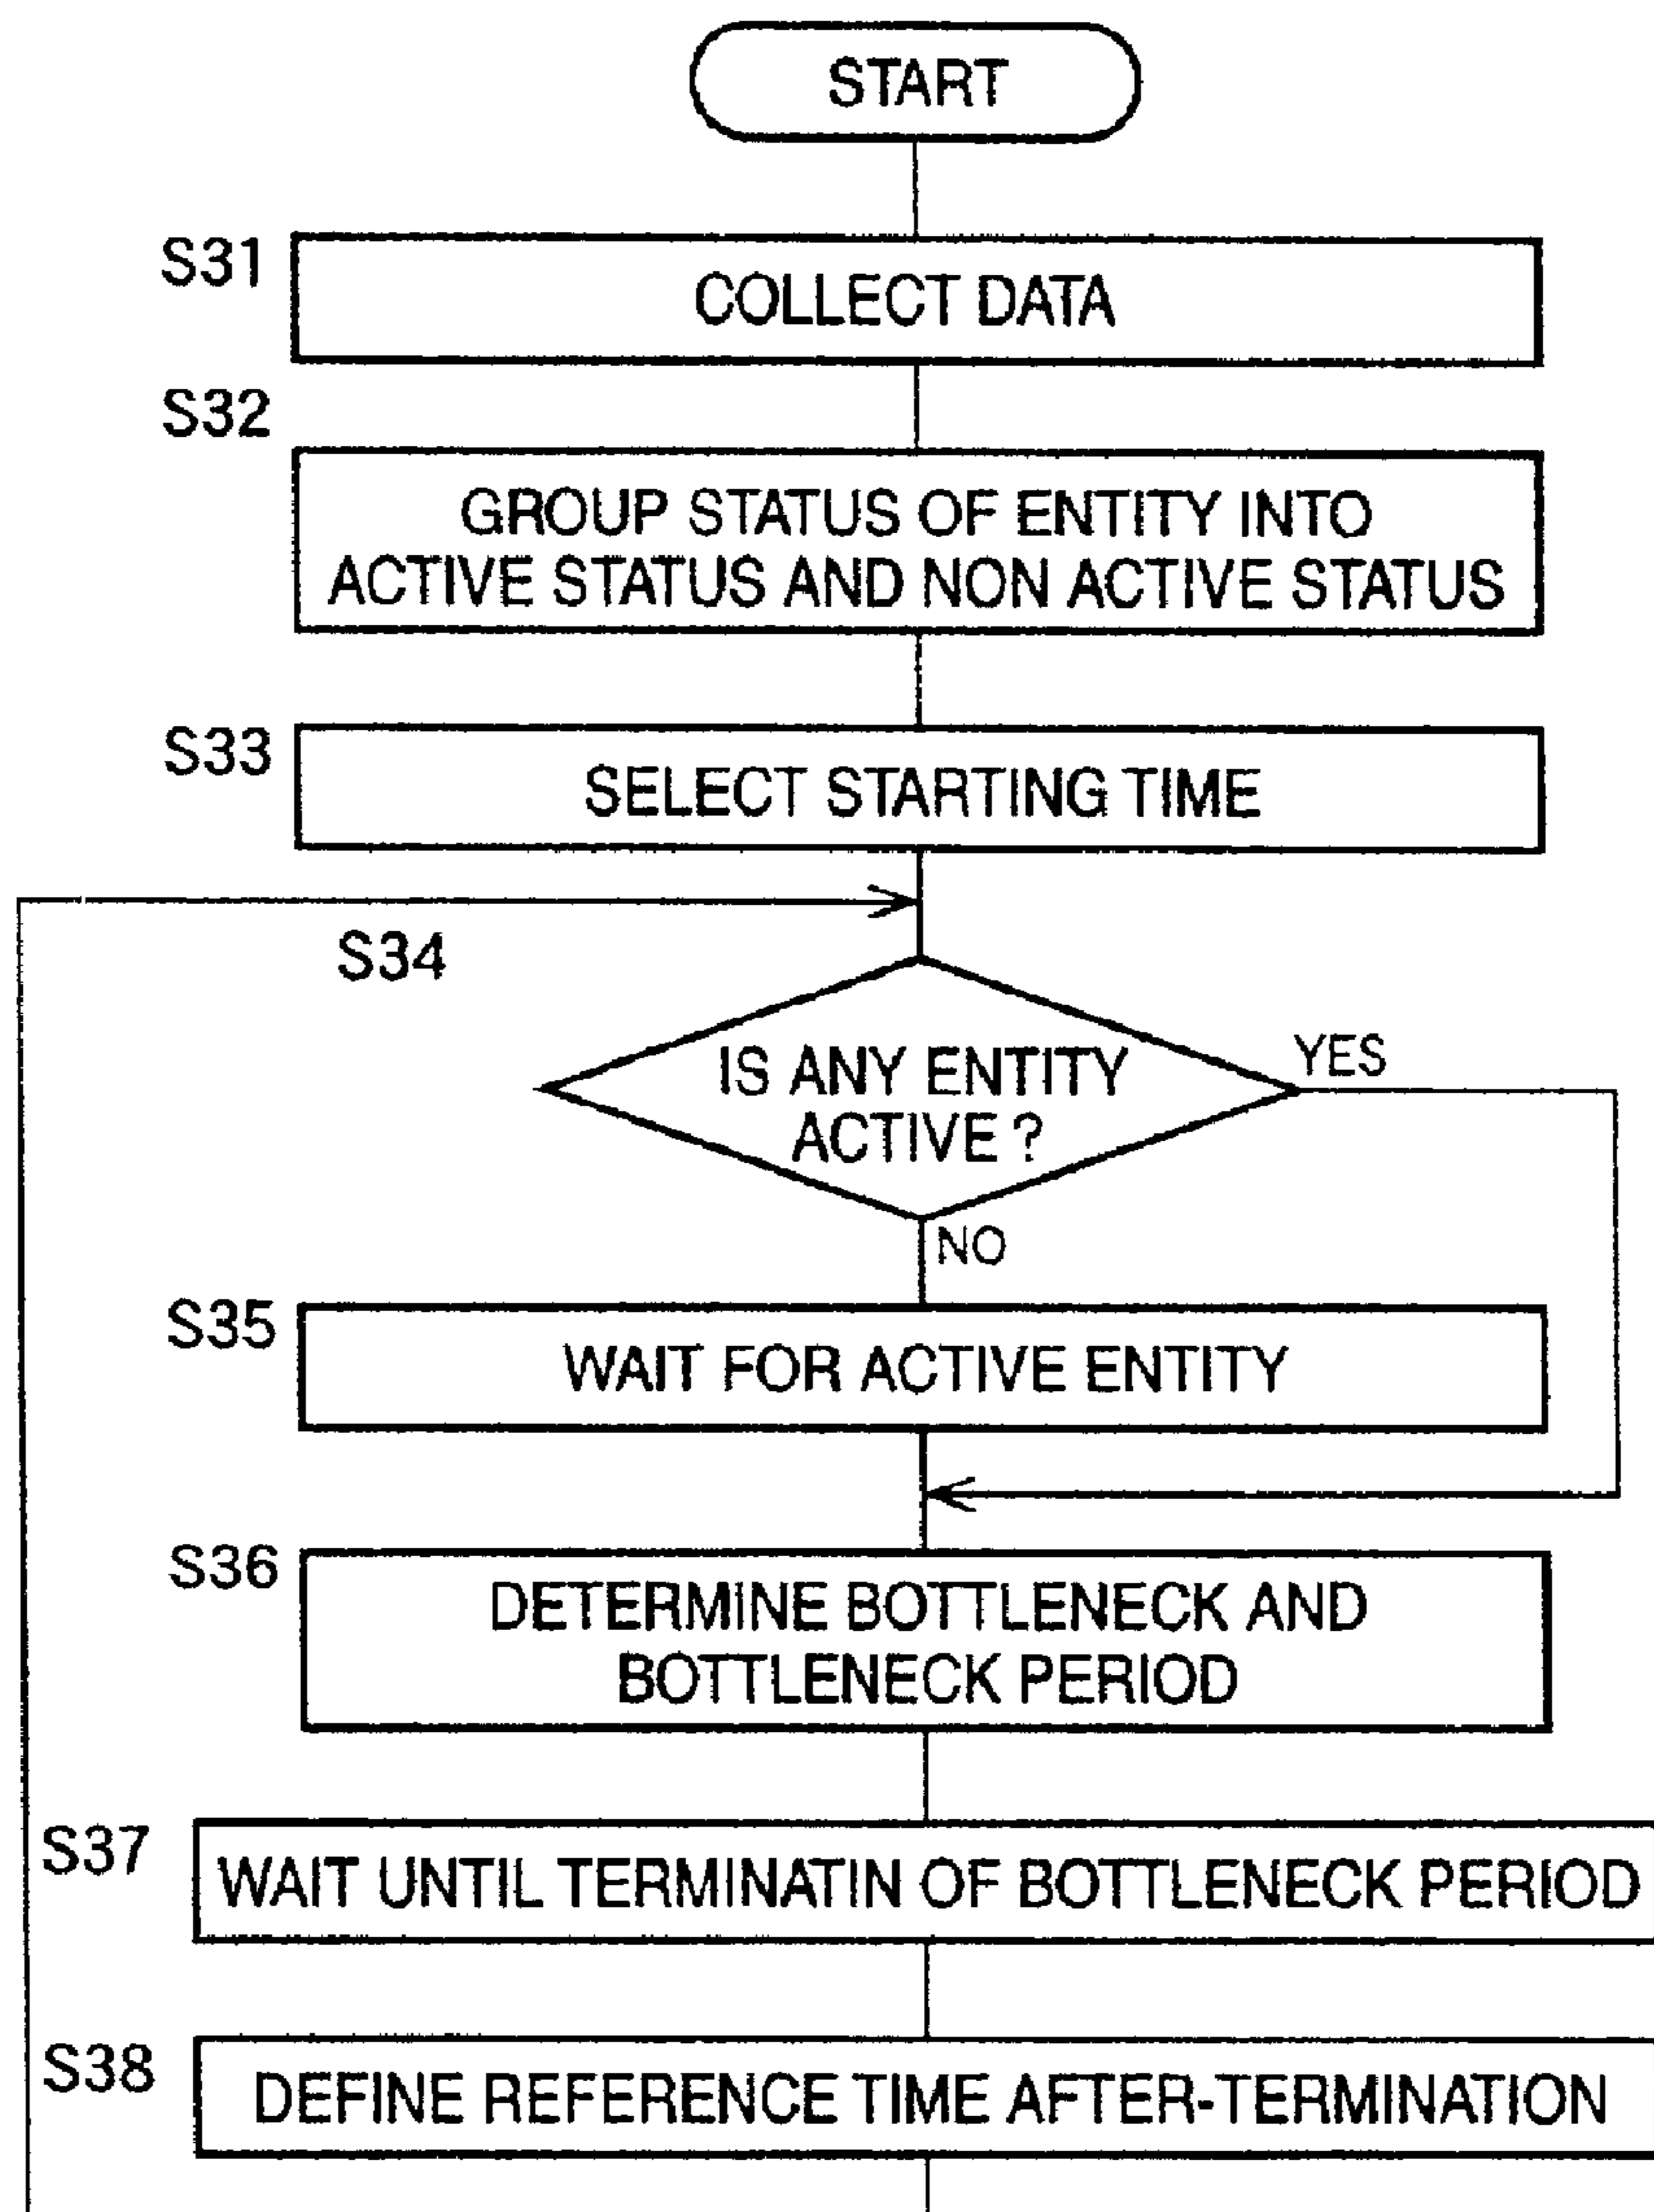 START
S31
COLLECT DATA
S32
GROUP STATUS OF ENTITY INTO
ACTIVE STATUS AND NON ACTIVE STATUS
S33
SELECT STARTING TIME
S34
IS ANY ENTITY
ACTIVE ?
YES
NO
S35
WAIT FOR ACTIVE ENTITY
S36
DETERMINE BOTTLENECK AND
BOTTLENECK PERIOD
S37
WAIT UNTIL TERMINATIN OF BOTTLENECK PERIOD
S38
DEFINE REFERENCE TIME AFTER-TERMINATION